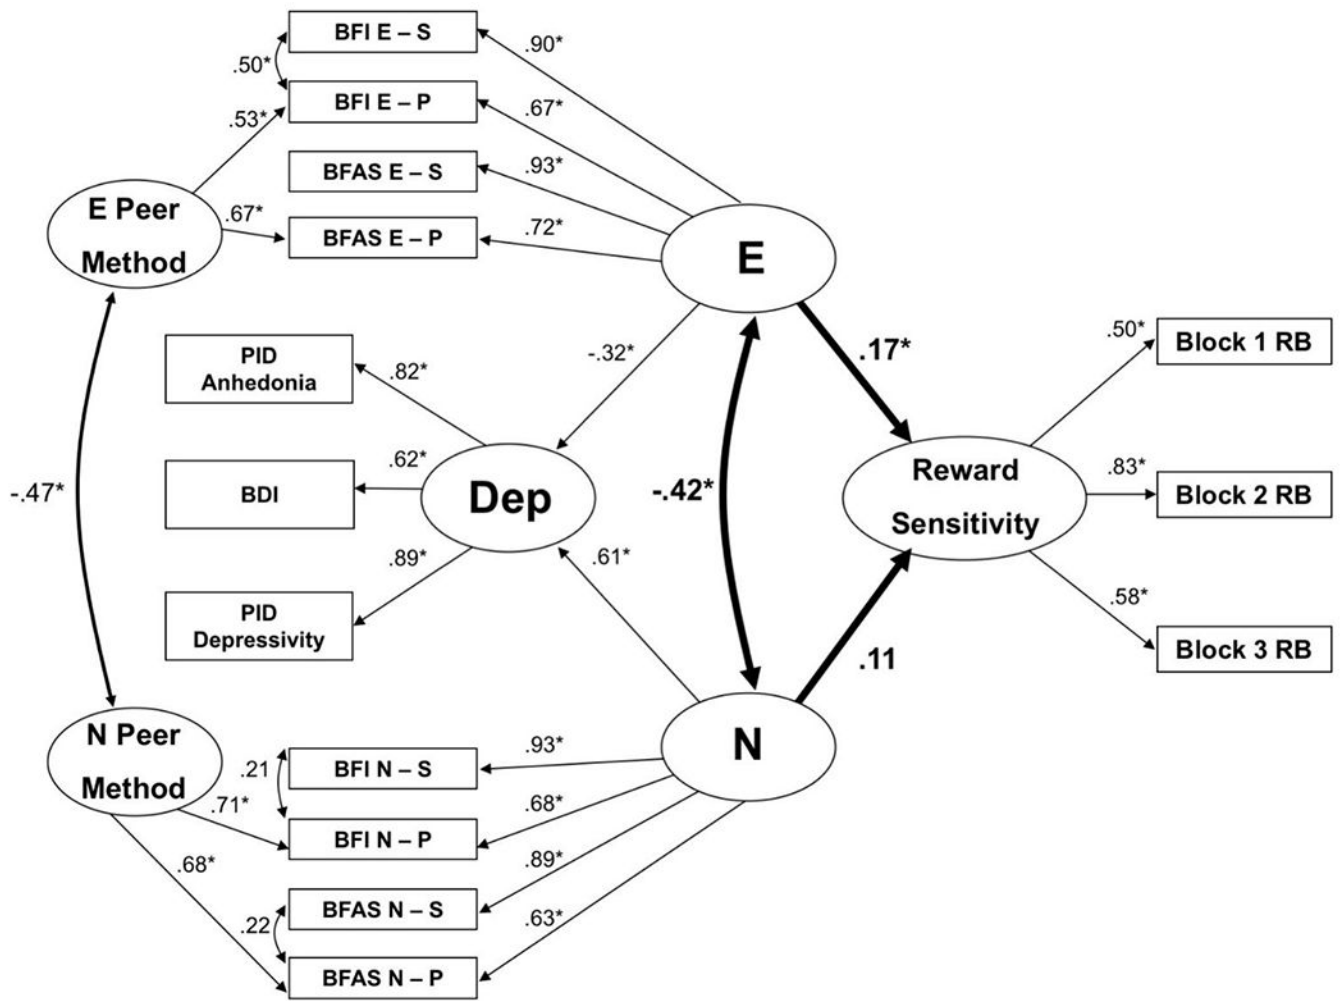 BFI E – S
.90*
.50*
BFI E – P
.67*
.53*
BFAS E – S
.93*
E Peer
Method
.67*
BFAS E – P
.72*
E
PID
Anhedonia
.82*
-.32*
.17*
.50*
Block 1 RB
BDI
.62*
Dep
-.47*
-.42*
Reward
Sensitivity
.83*
Block 2 RB
PID
Depressivity
.89*
.61*
.11
.58*
Block 3 RB
N Peer
Method
N
.21
BFI N – S
.93*
.71*
BFI N – P
.68*
.68*
BFAS N – S
.89*
.22
BFAS N – P
.63*